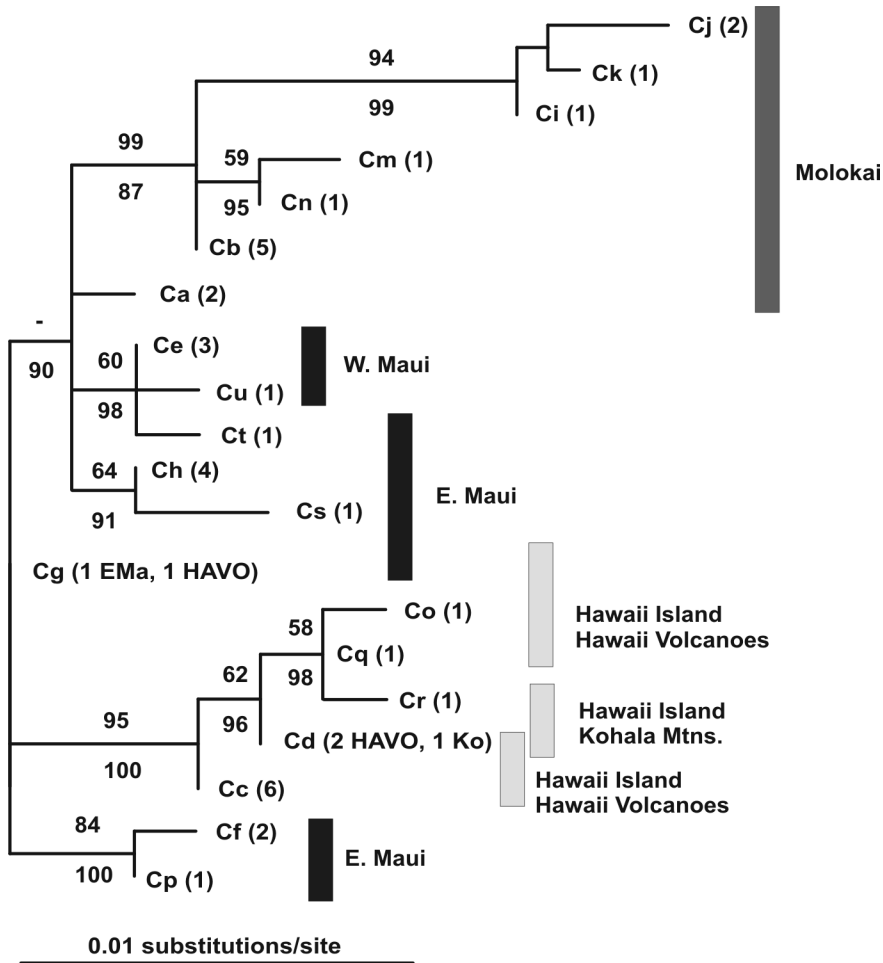 Cj (2)
94
Ck (1)
99
Ci (1)
99
59
Cm (1)
Molokai
87
95
Cn (1)
Cb (5)
Ca (2)
-
Ce (3)
60
W. Maui
90
Cu (1)
98
Ct (1)
64
Ch (4)
E. Maui
91
Cs (1)
Cg (1 EMa, 1 HAVO)
Co (1)
Hawaii Island
Hawaii Volcanoes
58
Cq (1)
62
98
Cr (1)
Hawaii Island
Kohala Mtns.
95
96
Cd (2 HAVO, 1 Ko)
100
Cc (6)
Hawaii Island
Hawaii Volcanoes
84
Cf (2)
E. Maui
100
Cp (1)
0.01 substitutions/site